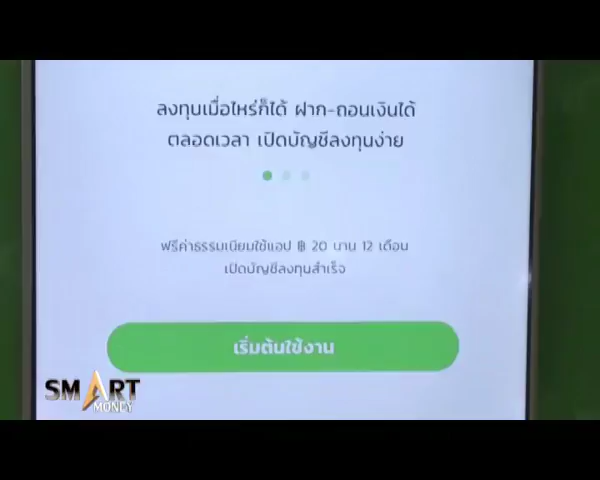 ลงทุนเมื่อไหร่ก็ได้ ฝาก-ถอนเงินได้
ตลอดเวลา เปิดบัญชีลงทุนง่าย
ฟรีค่าธรรมเนียมใช้แอป ฿ 20 นาน 12 เดือน
เปิดบัญชีลงทุนสำเร็จ
เริ่มต้นใช้งาน
SMART
MONEY